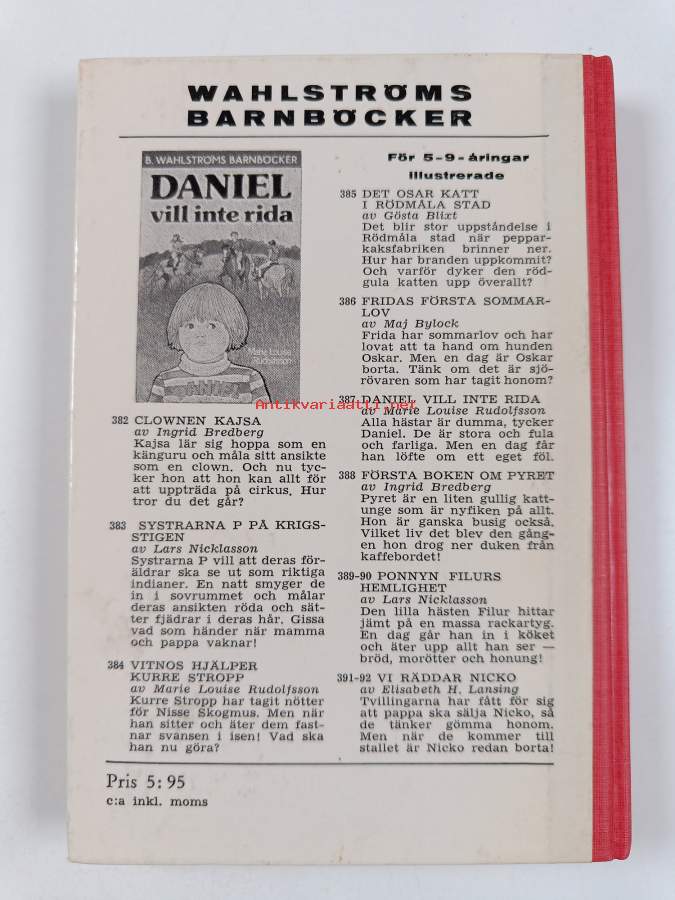 WAHLSTRÖMS
BARNBÖCKER
B. WAHLSTRÖMS BARNBÖCKER
DANIEL
vill inte rida
Marie Louise
Rudolfsson
DANIEL
382 CLOWNEN KAJSA
av Ingrid Bredberg
Kajsa lär sig hoppa som en
känguru och måla sitt ansikte
som en clown. Och nu tyc-
ker hon att hon kan allt för
att uppträda på cirkus. Hur
tror du det går?
383 SYSTRARNA P PÅ KRIGS-
STIGEN
av Lars Nicklasson
Systrarna P vill att deras för-
äldrar ska se ut som riktiga
indianer. En natt smyger de
in i sovrummet och målar
deras ansikten röda och sät-
ter fjädrar i deras hår. Gissa
vad som händer när mamma
och pappa vaknar!
384 VITNOS HJÄLPER
KURRE STROPP
av Marie Louise Rudolfsson
Kurre Stropp har tagit nötter
för Nisse Skogmus. Men när
han sitter och äter dem fast-
nar svansen i isen! Vad ska
han nu göra?
För 5-9-åringar
illustrerade
385 DET OSAR KATT
I RÖDMÅLA STAD
av Gösta Blixt
Det blir stor uppståndelse i
Rödmåla stad när peppar-
kaksfabriken brinner ner.
Hur har branden uppkommit?
Och varför dyker den röd-
gula katten upp överallt?
386 FRIDAS FÖRSTA SOMMAR-
LOV
av Maj Bylock
Frida har sommarlov och har
lovat att ta hand om hunden
Oskar. Men en dag är Oskar
borta. Tänk om det är sjö-
rövaren som har tagit honom?
387 DANIEL VILL INTE RIDA
av Marie Louise Rudolfsson
Alla hästar är dumma, tycker
Daniel. De är stora och fula
och farliga. Men en dag får
han löfte om ett eget föl.
388 FÖRSTA BOKEN OM PYRET
av Ingrid Bredberg
Pyret är en liten gullig katt-
unge som är nyfiken på allt.
Hon är ganska busig också.
Vilket liv det blev den gång-
en hon drog ner duken från
kaffebordet!
389-90 PONNYN FILURS
HEMLIGHET
av Lars Nicklasson
Den lilla hästen Filur hittar
jämt på en massa rackartyg.
En dag går han in i köket
och äter upp allt han ser —
bröd, morötter och honung!
391-92 VI RÄDDAR NICKO
av Elisabeth H. Lansing
Tvillingarna har fått för sig
att pappa ska sälja Nicko, så
de tänker gömma honom.
Men när de kommer till
stallet är Nicko redan borta!
Pris 5:95
c:a inkl. moms
Antikvariaatti.net